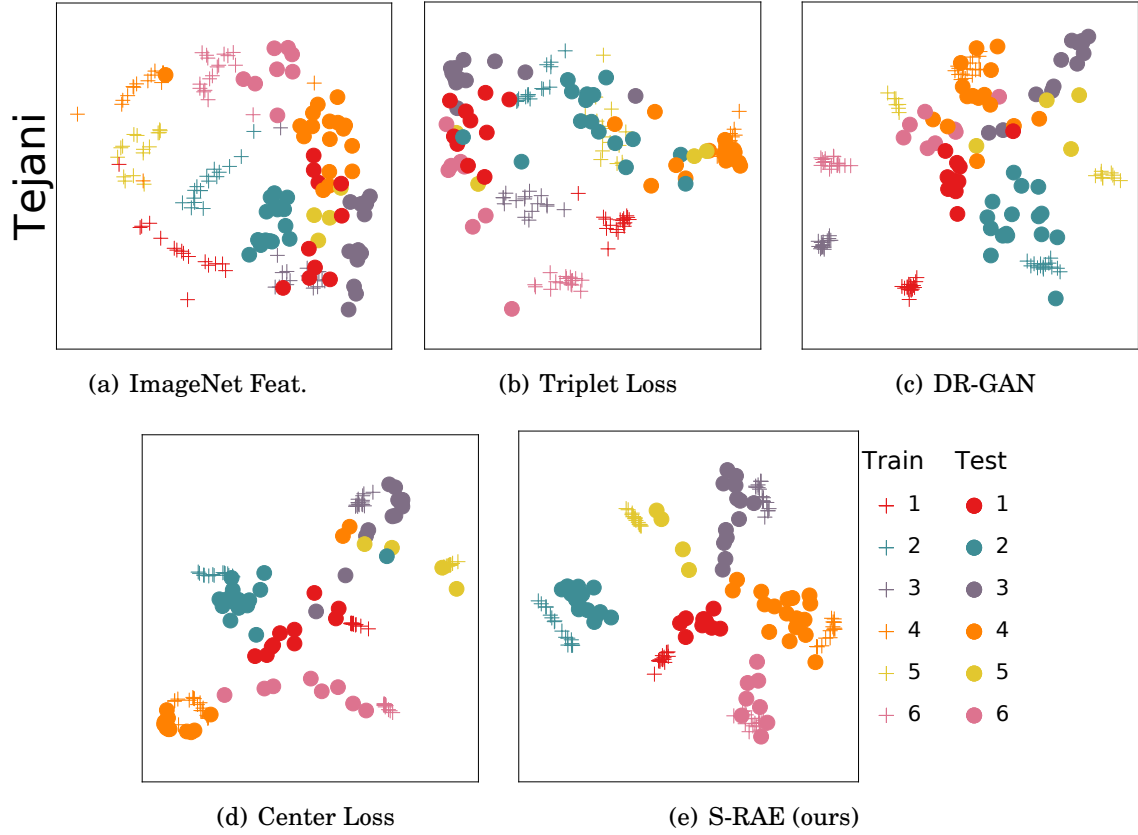 Tejani
(a) ImageNet Feat.
(b) Triplet Loss
(c) DR-GAN
Train Test
1 1
2 2
3 3
4 4
5 5
6 6
(d) Center Loss
(e) S-RAE (ours)